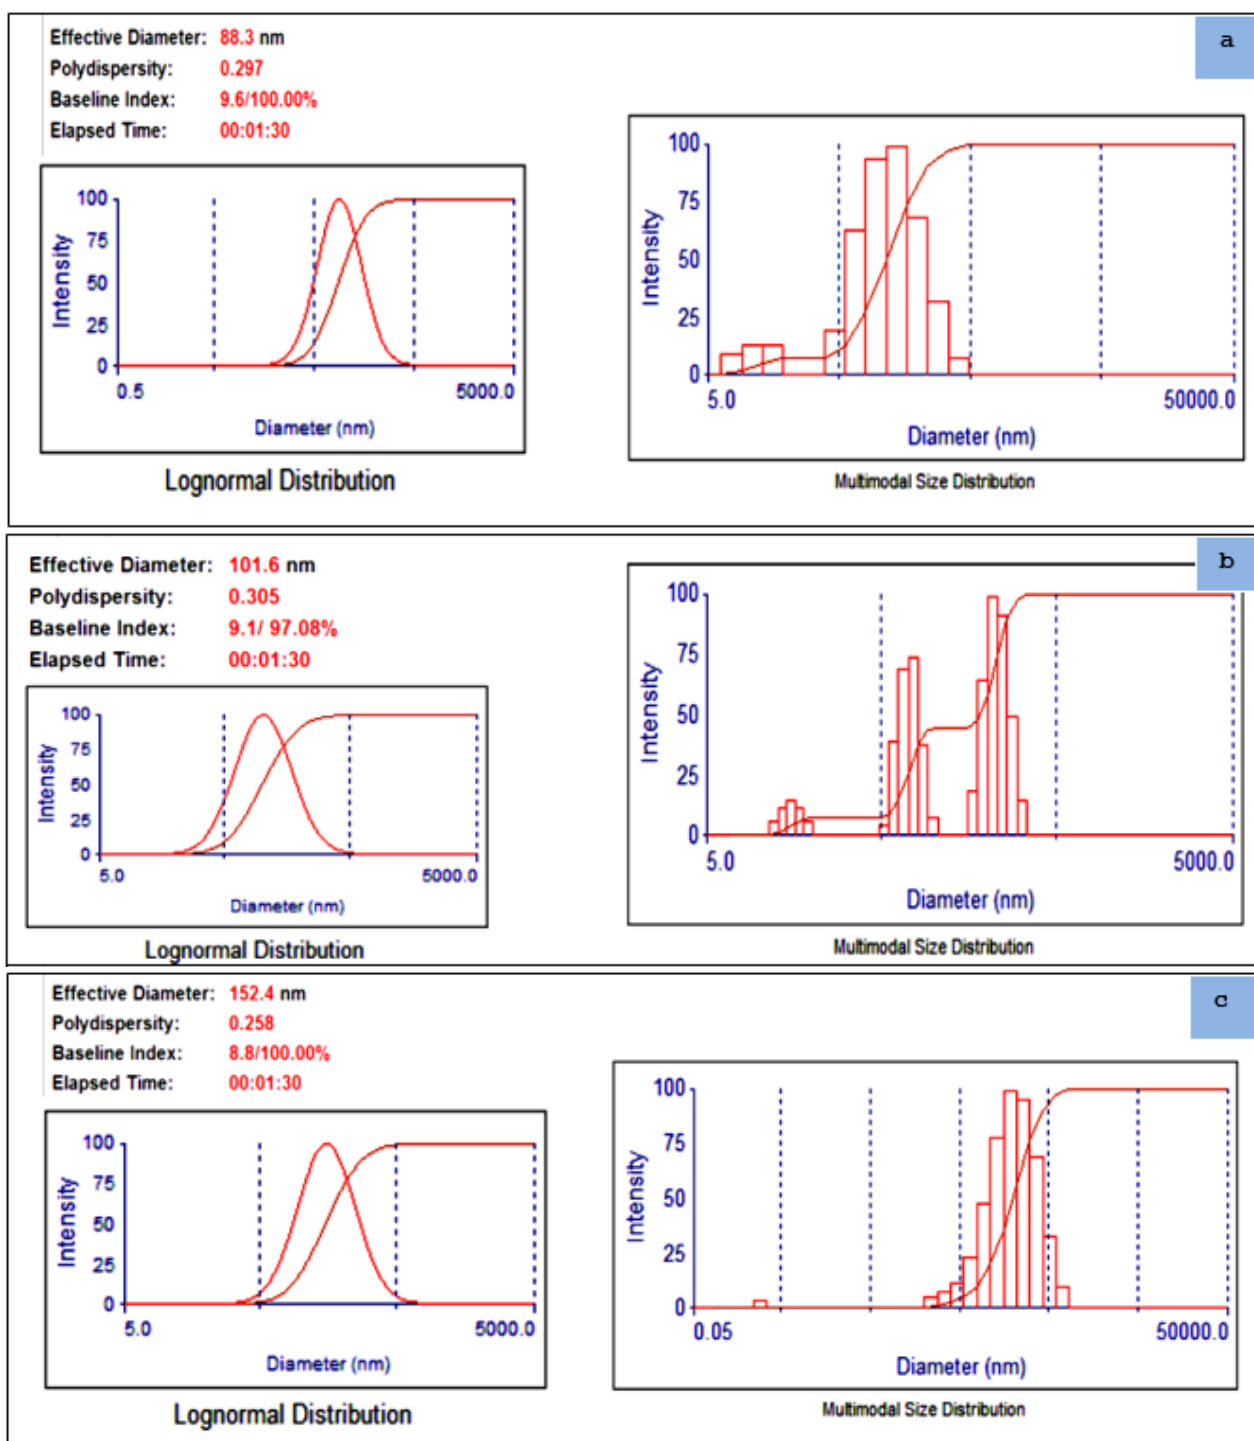 Effective Diameter: 88.3 nm
Polydispersity: 0.297
Baseline Index: 9.6/100.00%
Elapsed Time: 00:01:30
a
100
75
50
25
0
Intensity
0.5 5000.0
Diameter (nm)
Lognormal Distribution
100
75
50
25
0
Intensity
5.0 50000.0
Diameter (nm)
Multimodal Size Distribution
Effective Diameter: 101.6 nm
Polydispersity: 0.305
Baseline Index: 9.1/ 97.08%
Elapsed Time: 00:01:30
b
100
75
50
25
0
Intensity
5.0 5000.0
Diameter (nm)
Lognormal Distribution
100
75
50
25
0
Intensity
5.0 5000.0
Diameter (nm)
Multimodal Size Distribution
Effective Diameter: 152.4 nm
Polydispersity: 0.258
Baseline Index: 8.8/100.00%
Elapsed Time: 00:01:30
c
100
75
50
25
0
Intensity
5.0 5000.0
Diameter (nm)
Lognormal Distribution
100
75
50
25
0
Intensity
0.05 50000.0
Diameter (nm)
Multimodal Size Distribution